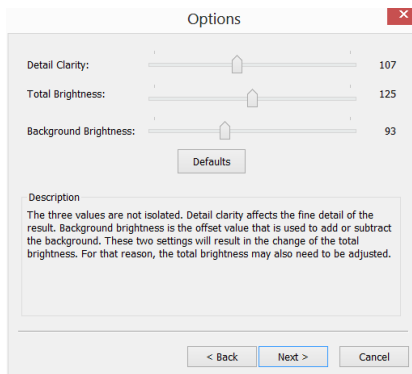 Options
Detail Clarity: 107
Total Brightness: 125
Background Brightness: 93
Defaults
Description
The three values are not isolated. Detail clarity affects the fine detail of the
result. Background brightness is the offset value that is used to add or subtract
the background. These two settings will result in the change of the total
brightness. For that reason, the total brightness may also need to be adjusted.
< Back Next > Cancel